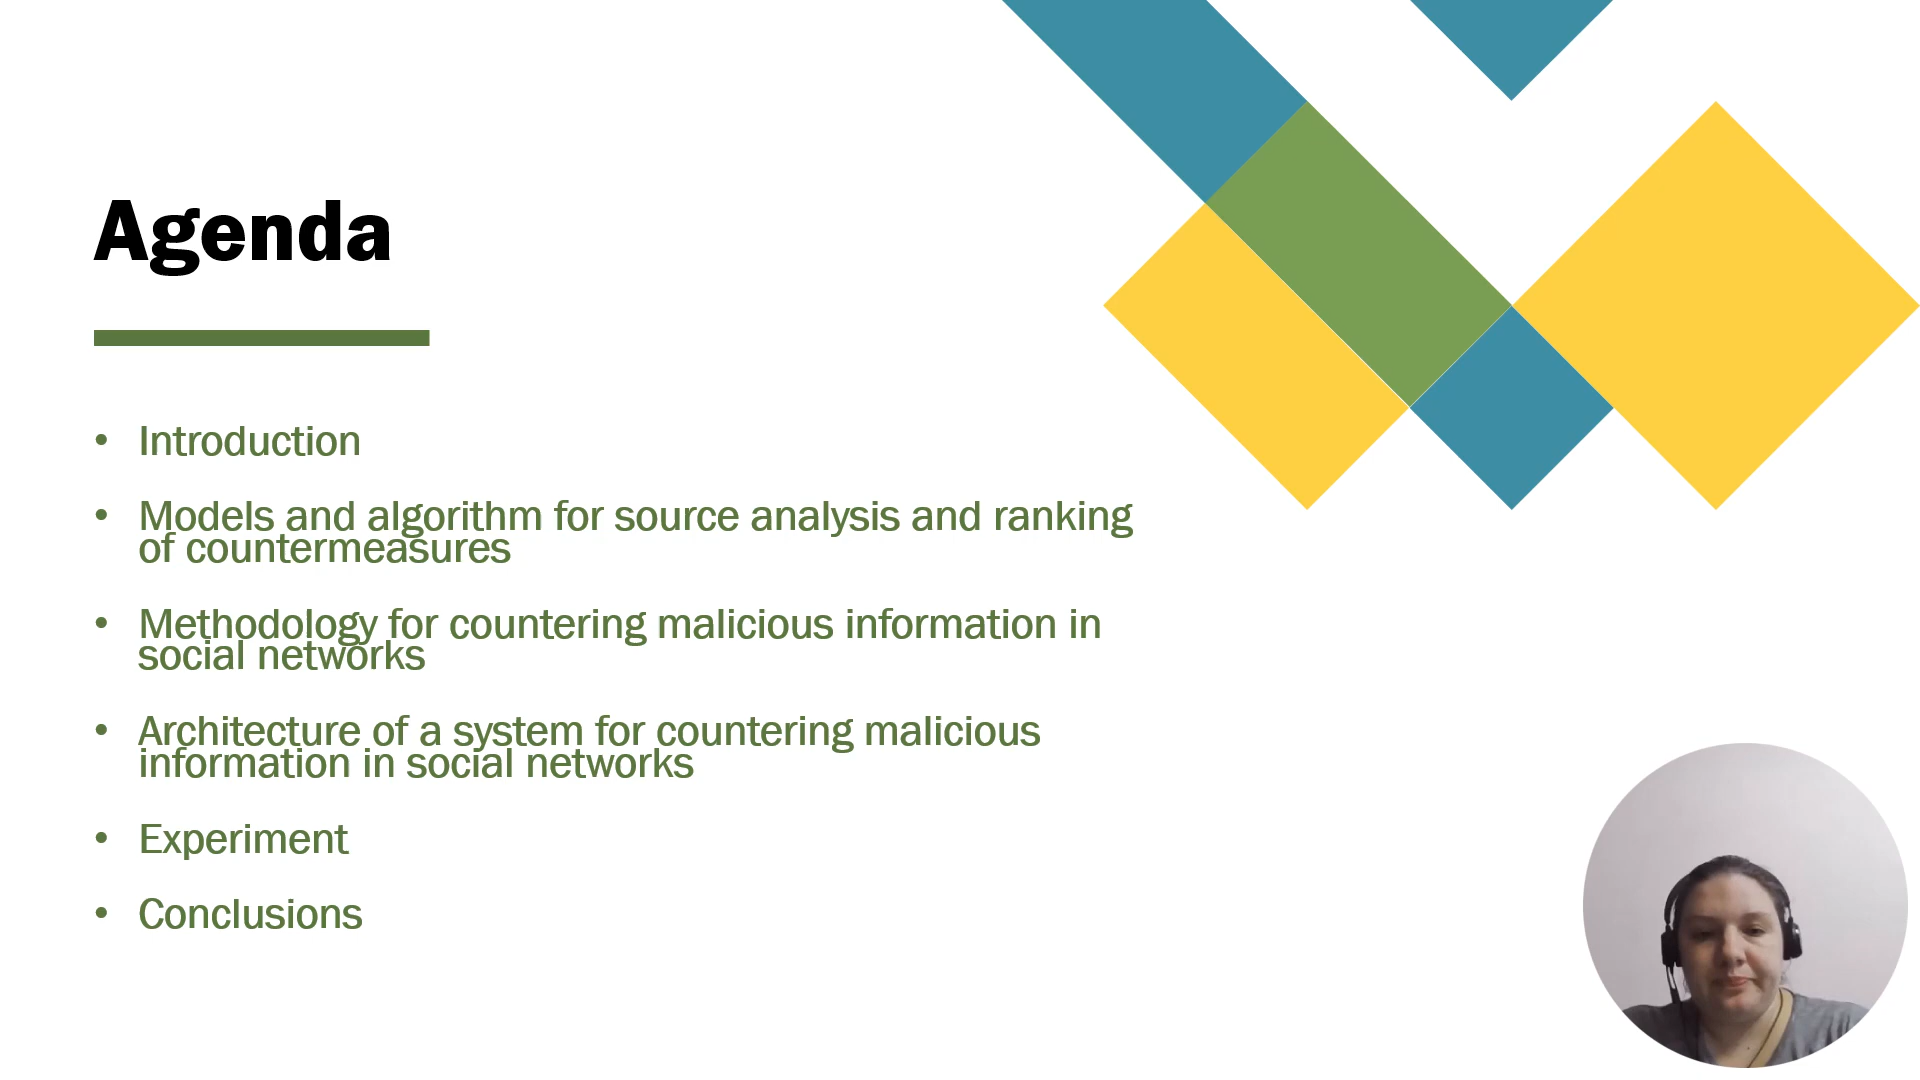 Agenda
• Introduction
• Models and algorithm for source analysis and ranking
of countermeasures
• Methodology for countering malicious information in
social networks
• Architecture of a system for countering malicious
information in social networks
• Experiment
• Conclusions